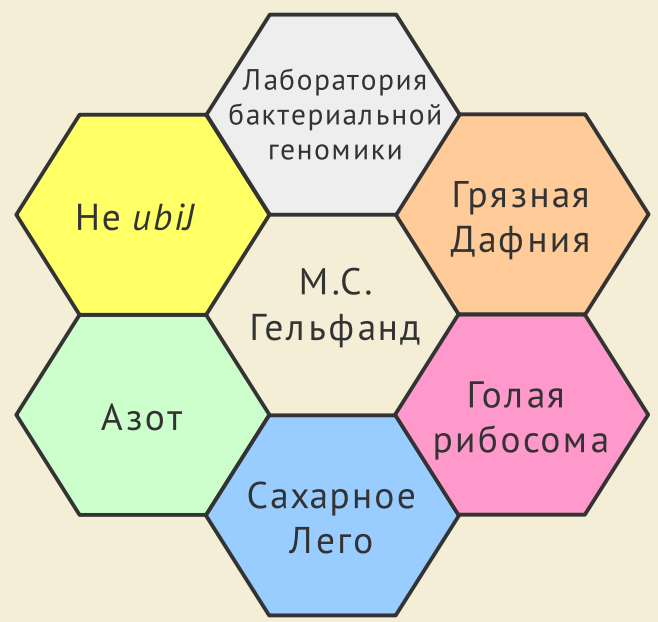 Лаборатория
бактериальной
геномики
Не ubiJ
Грязная
Дафния
М.С.
Гельфанд
Азот
Голая
рибосома
Сахарное
Лего